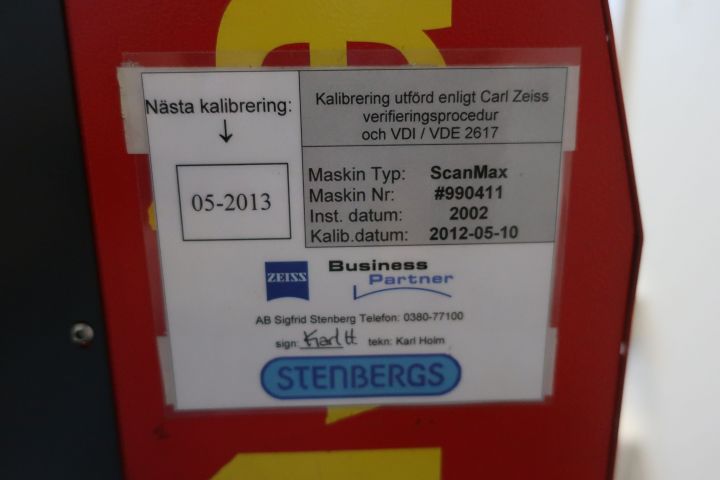 Nästa kalibrering:
↓
05-2013
Kalibrering utförd enligt Carl Zeiss
verifieringsprocedur
och VDI / VDE 2617
Maskin Typ: ScanMax
Maskin Nr: #990411
Inst. datum: 2002
Kalib.datum: 2012-05-10
ZEISS
Business
Partner
AB Sigfrid Stenberg Telefon: 0380-77100
sign: Karl H tekn: Karl Holm
STENBERGS